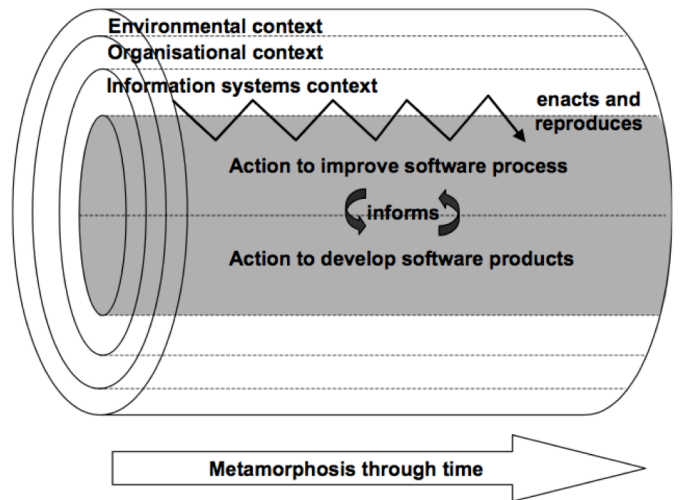 Environmental context
Organisational context
Information systems context
enacts and
reproduces
Action to improve software process
informs
Action to develop software products
Metamorphosis through time